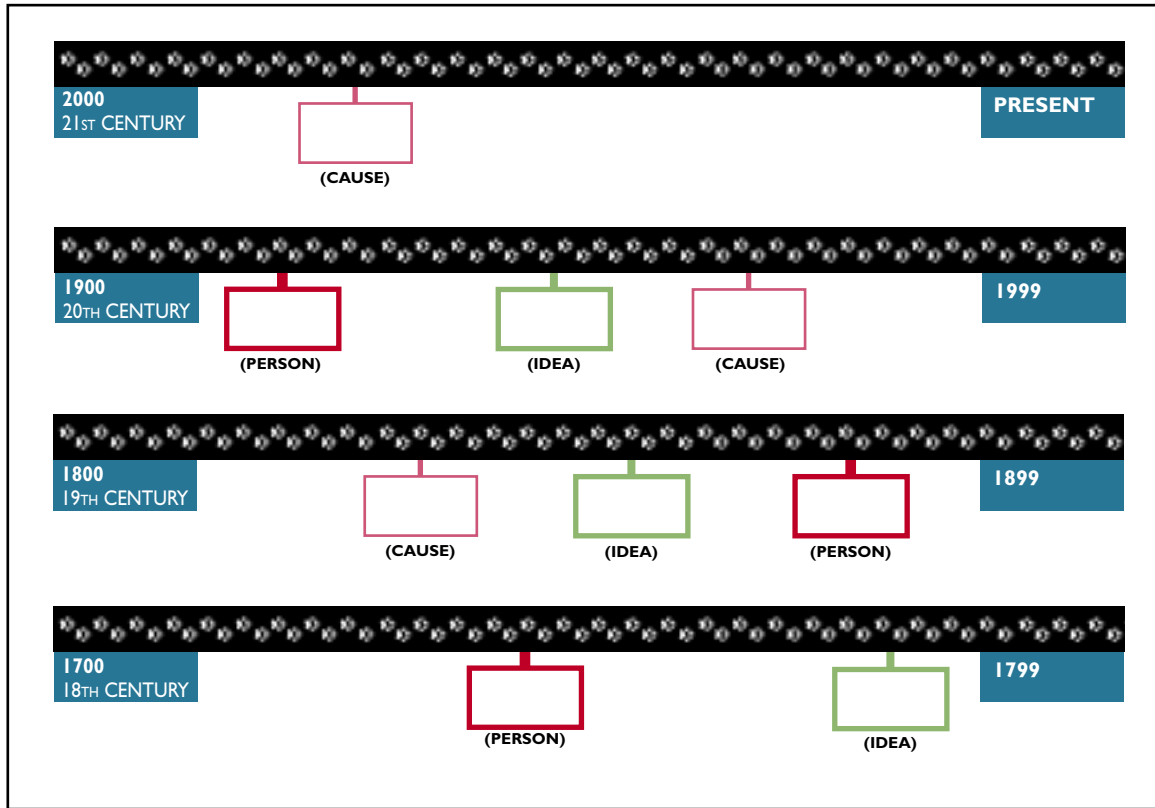 2000
21ST CENTURY
PRESENT
(CAUSE)
1900
20TH CENTURY
1999
(PERSON)
(IDEA)
(CAUSE)
1800
19TH CENTURY
1899
(CAUSE)
(IDEA)
(PERSON)
1700
18TH CENTURY
1799
(PERSON)
(IDEA)